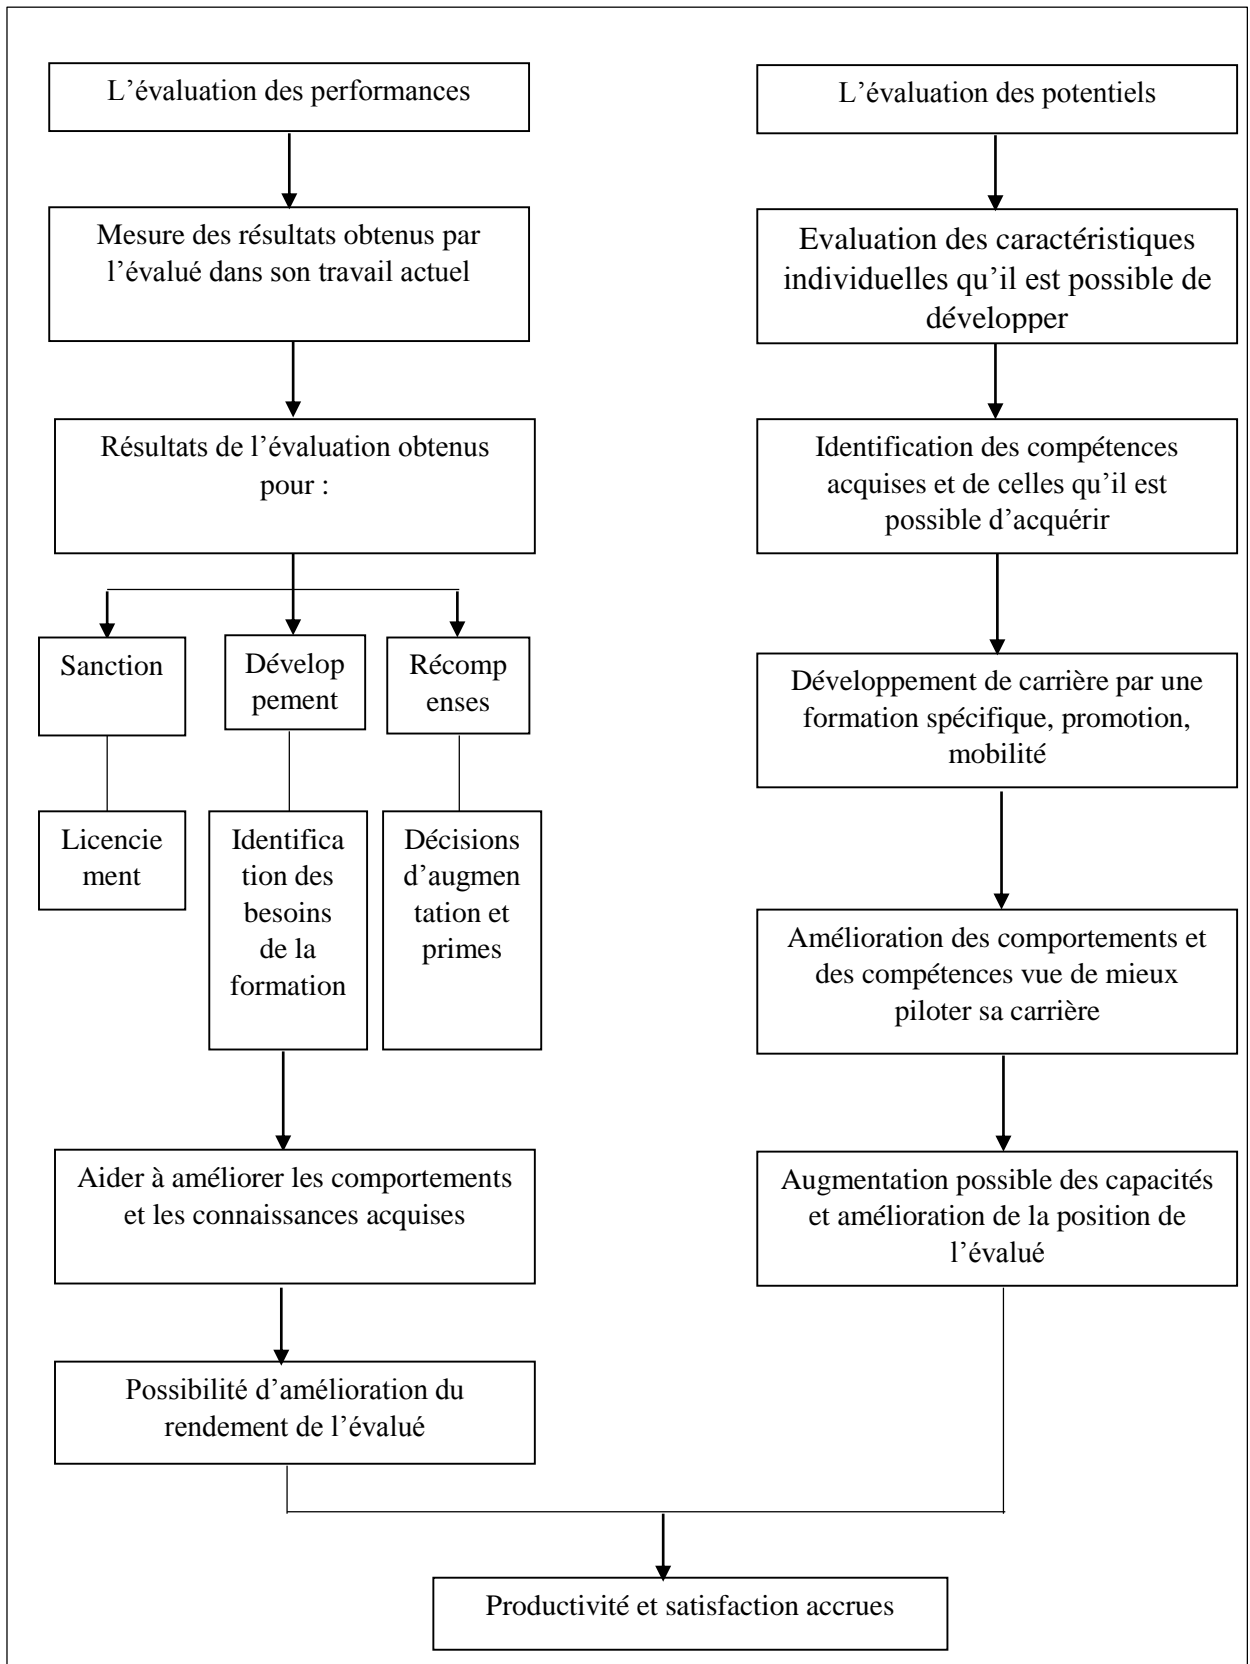 L’évaluation des performances
Mesure des résultats obtenus par
l’évalué dans son travail actuel
Résultats de l’évaluation obtenus
pour :
Sanction
Dévelop
pement
Récomp
enses
Licencie
ment
Identifica
tion des
besoins
de la
formation
Décisions
d’augmen
tation et
primes
Aider à améliorer les comportements
et les connaissances acquises
Possibilité d’amélioration du
rendement de l’évalué
L’évaluation des potentiels
Evaluation des caractéristiques
individuelles qu’il est possible de
développer
Identification des compétences
acquises et de celles qu’il est
possible d’acquérir
Développement de carrière par une
formation spécifique, promotion,
mobilité
Amélioration des comportements et
des compétences vue de mieux
piloter sa carrière
Augmentation possible des capacités
et amélioration de la position de
l’évalué
Productivité et satisfaction accrues